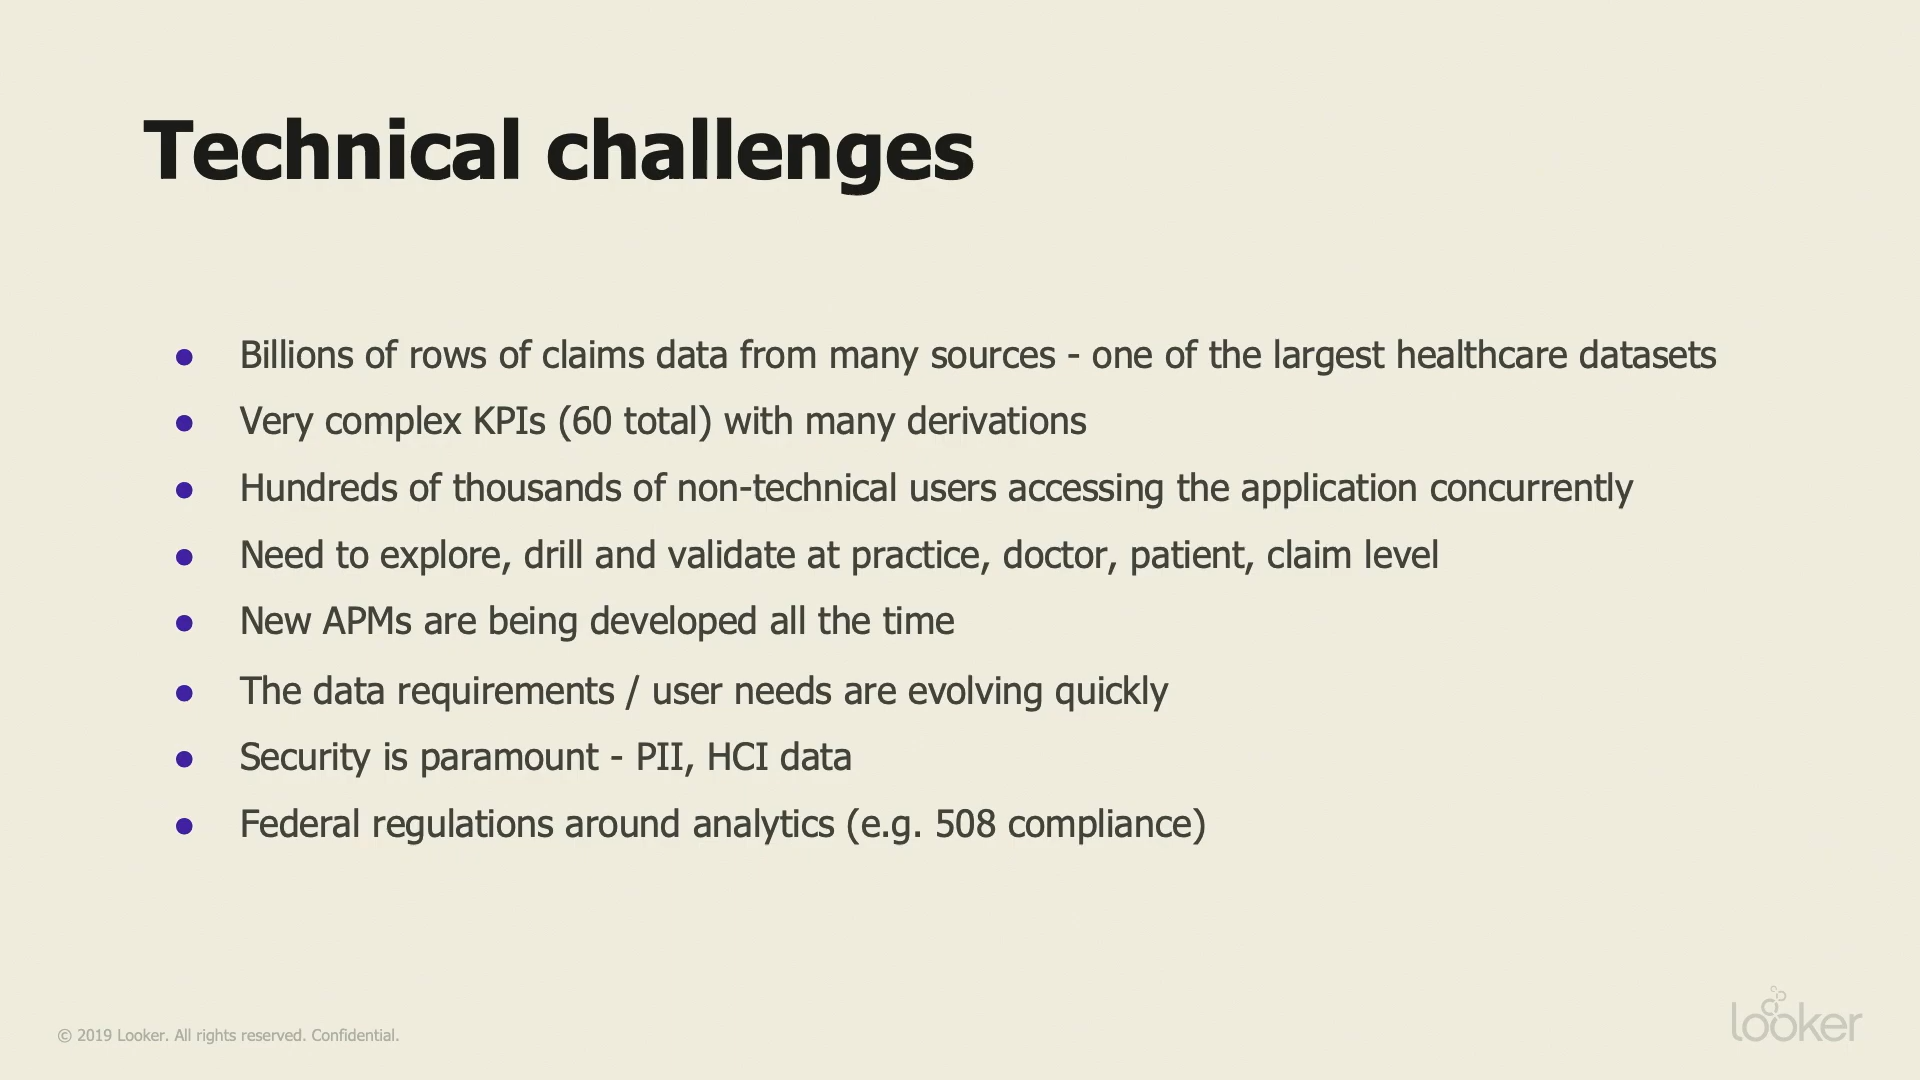 Technical challenges
● Billions of rows of claims data from many sources - one of the largest healthcare datasets
● Very complex KPIs (60 total) with many derivations
● Hundreds of thousands of non-technical users accessing the application concurrently
● Need to explore, drill and validate at practice, doctor, patient, claim level
● New APMs are being developed all the time
● The data requirements / user needs are evolving quickly
● Security is paramount - PII, HCI data
● Federal regulations around analytics (e.g. 508 compliance)
© 2019 Looker. All rights reserved. Confidential.
looker